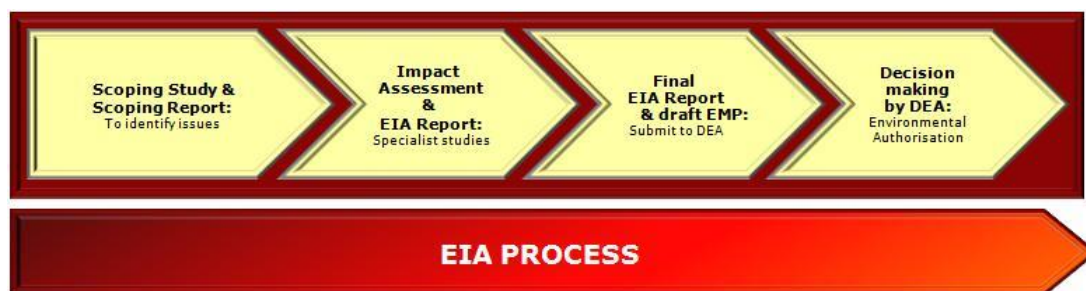 Scoping Study &
Scoping Report:
To identify issues
Impact
Assessment
&
EIA Report:
Specialist studies
Final
EIA Report
& draft EMP:
Submit to DEA
Decision
making
by DEA:
Environmental
Authorisation
EIA PROCESS